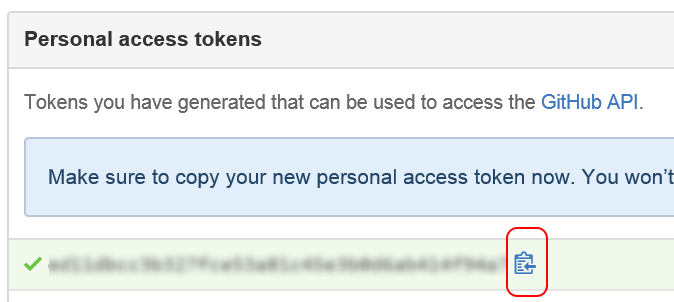 Personal access tokens
Tokens you have generated that can be used to access the GitHub API.
Make sure to copy your new personal access token now. You won't